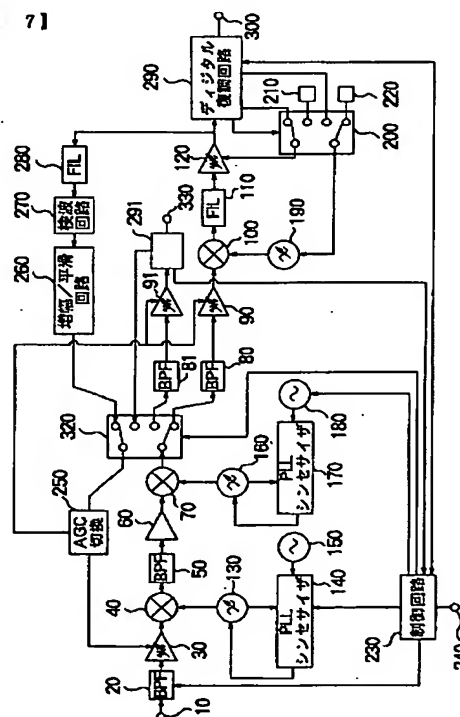 7】
10
20
BPF
30
40
50
BPF
60
70
130
140
PLL
シンセサイザ
150
160
170
PLL
シンセサイザ
180
230
制御回路
240
250
AGC
切換
320
81
BPF
80
BPF
91
90
291
330
100
190
110
FIL
120
260
増幅/平滑
回路
270
検波
回路
280
FIL
290
ディジタル
復調回路
300
210
220
200